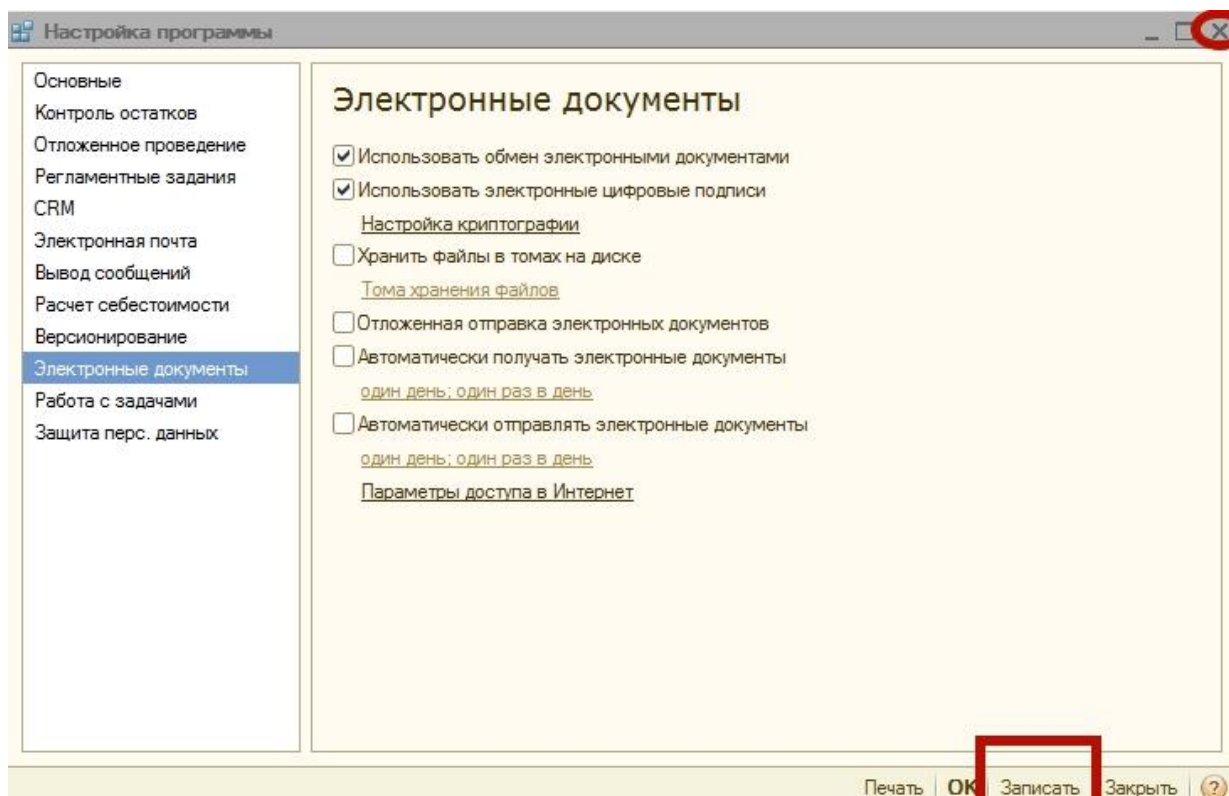 Настройка программы
Основные
Контроль остатков
Отложенное проведение
Регламентные задания
CRM
Электронная почта
Вывод сообщений
Расчет себестоимости
Версионирование
Электронные документы
Работа с задачами
Защита перс. данных
Электронные документы
Использовать обмен электронными документами
Использовать электронные цифровые подписи
Настройка криптографии
Хранить файлы в томах на диске
Тома хранения файлов
Отложенная отправка электронных документов
Автоматически получать электронные документы
один день; один раз в день
Автоматически отправлять электронные документы
один день; один раз в день
Параметры доступа в Интернет
Печать OK Записать Закрыть ?